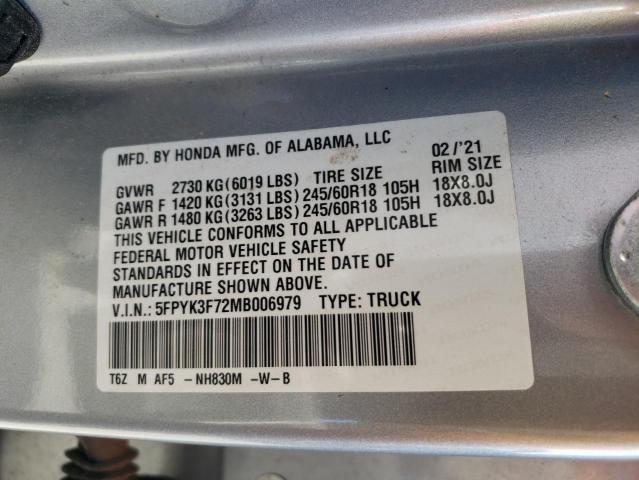 MFD. BY HONDA MFG. OF ALABAMA, LLC 02/'21
GVWR 2730 KG(6019 LBS) TIRE SIZE RIM SIZE
GAWR F 1420 KG(3131 LBS) 245/60R18 105H 18X8.0J
GAWR R 1480 KG(3263 LBS) 245/60R18 105H 18X8.0J
THIS VEHICLE CONFORMS TO ALL APPLICABLE
FEDERAL MOTOR VEHICLE SAFETY
STANDARDS IN EFFECT ON THE DATE OF
MANUFACTURE SHOWN ABOVE.
V.I.N.: 5FPYK3F72MB006979 TYPE: TRUCK
T6Z M AF5 -NH830M -W-B